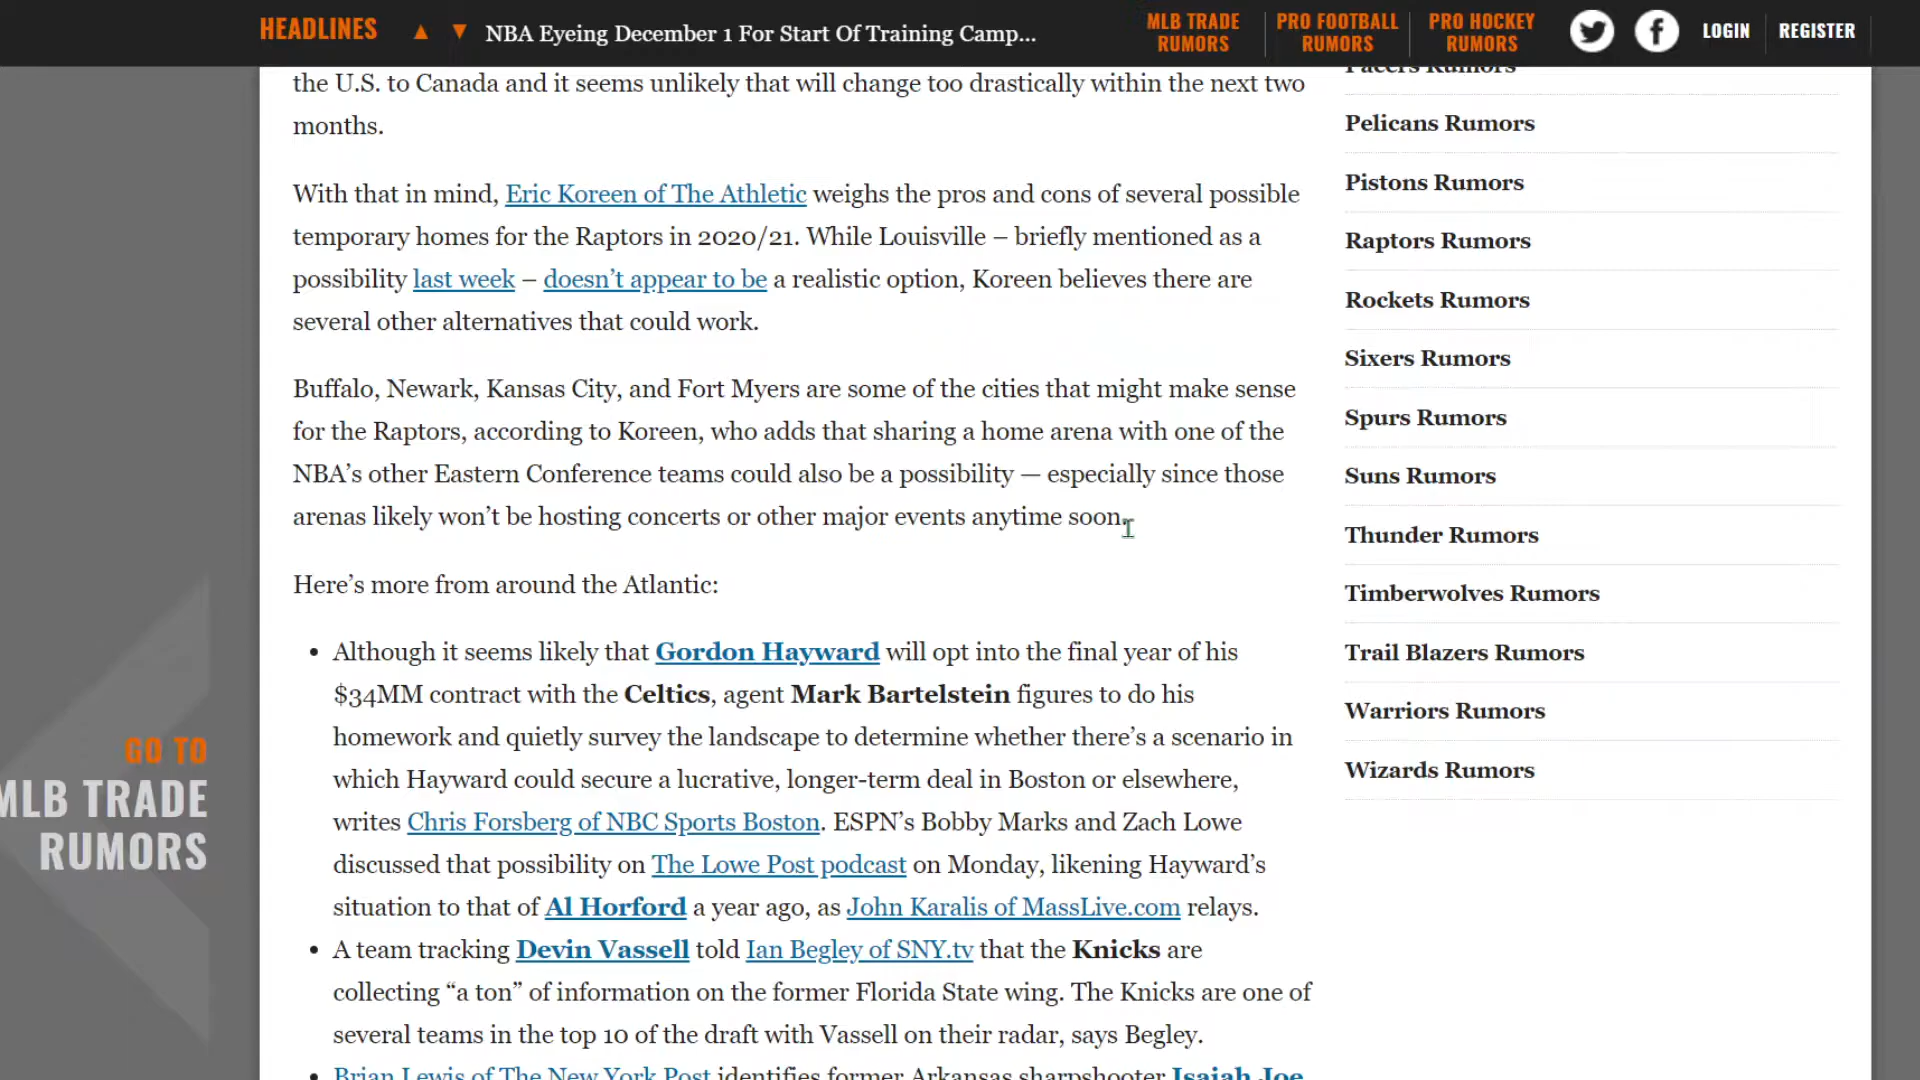 HEADLINES
NBA Eyeing December 1 For Start Of Training Camp...
MLB TRADE
RUMORS
PRO FOOTBALL
RUMORS
PRO HOCKEY
RUMORS
LOGIN
REGISTER
the U.S. to Canada and it seems unlikely that will change too drastically within the next two
months.
With that in mind, Eric Koreen of The Athletic weighs the pros and cons of several possible
temporary homes for the Raptors in 2020/21. While Louisville – briefly mentioned as a
possibility last week – doesn’t appear to be a realistic option, Koreen believes there are
several other alternatives that could work.
Buffalo, Newark, Kansas City, and Fort Myers are some of the cities that might make sense
for the Raptors, according to Koreen, who adds that sharing a home arena with one of the
NBA’s other Eastern Conference teams could also be a possibility — especially since those
arenas likely won’t be hosting concerts or other major events anytime soon.
Here’s more from around the Atlantic:
• Although it seems likely that Gordon Hayward will opt into the final year of his
$34MM contract with the Celtics, agent Mark Bartelstein figures to do his
homework and quietly survey the landscape to determine whether there’s a scenario in
which Hayward could secure a lucrative, longer-term deal in Boston or elsewhere,
writes Chris Forsberg of NBC Sports Boston. ESPN’s Bobby Marks and Zach Lowe
discussed that possibility on The Lowe Post podcast on Monday, likening Hayward’s
situation to that of Al Horford a year ago, as John Karalis of MassLive.com relays.
• A team tracking Devin Vassell told Ian Begley of SNY.tv that the Knicks are
collecting “a ton” of information on the former Florida State wing. The Knicks are one of
several teams in the top 10 of the draft with Vassell on their radar, says Begley.
• Brian Lewis of The New York Post identifies former Arkansas sharpshooter Isaiah Joe
Pacers Rumors
Pelicans Rumors
Pistons Rumors
Raptors Rumors
Rockets Rumors
Sixers Rumors
Spurs Rumors
Suns Rumors
Thunder Rumors
Timberwolves Rumors
Trail Blazers Rumors
Warriors Rumors
Wizards Rumors
GO TO
MLB TRADE
RUMORS